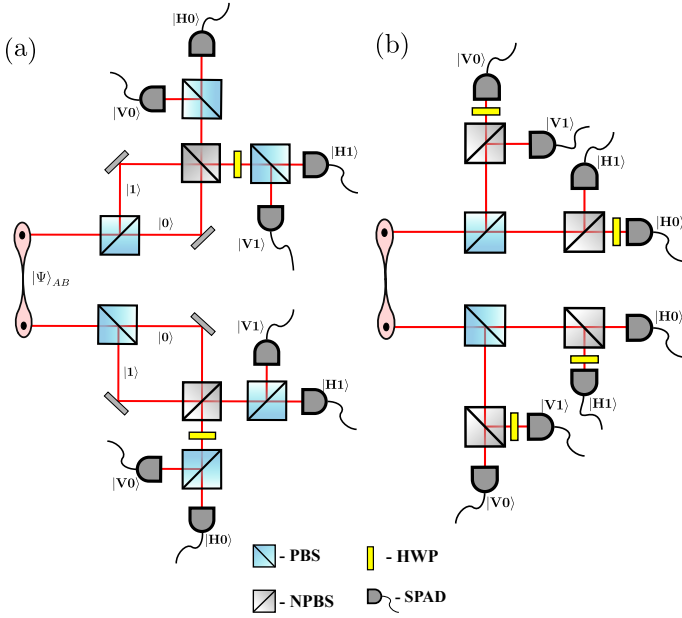 (a)
|H0⟩
|V0⟩
|H1⟩
|1⟩
|0⟩
|V1⟩
|Ψ⟩AB
|0⟩
|V1⟩
|1⟩
|H1⟩
|V0⟩
|H0⟩
(b)
|V0⟩
|V1⟩
|H1⟩
|H0⟩
|H0⟩
|H1⟩
|V1⟩
|V0⟩
- PBS
- HWP
- NPBS
- SPAD